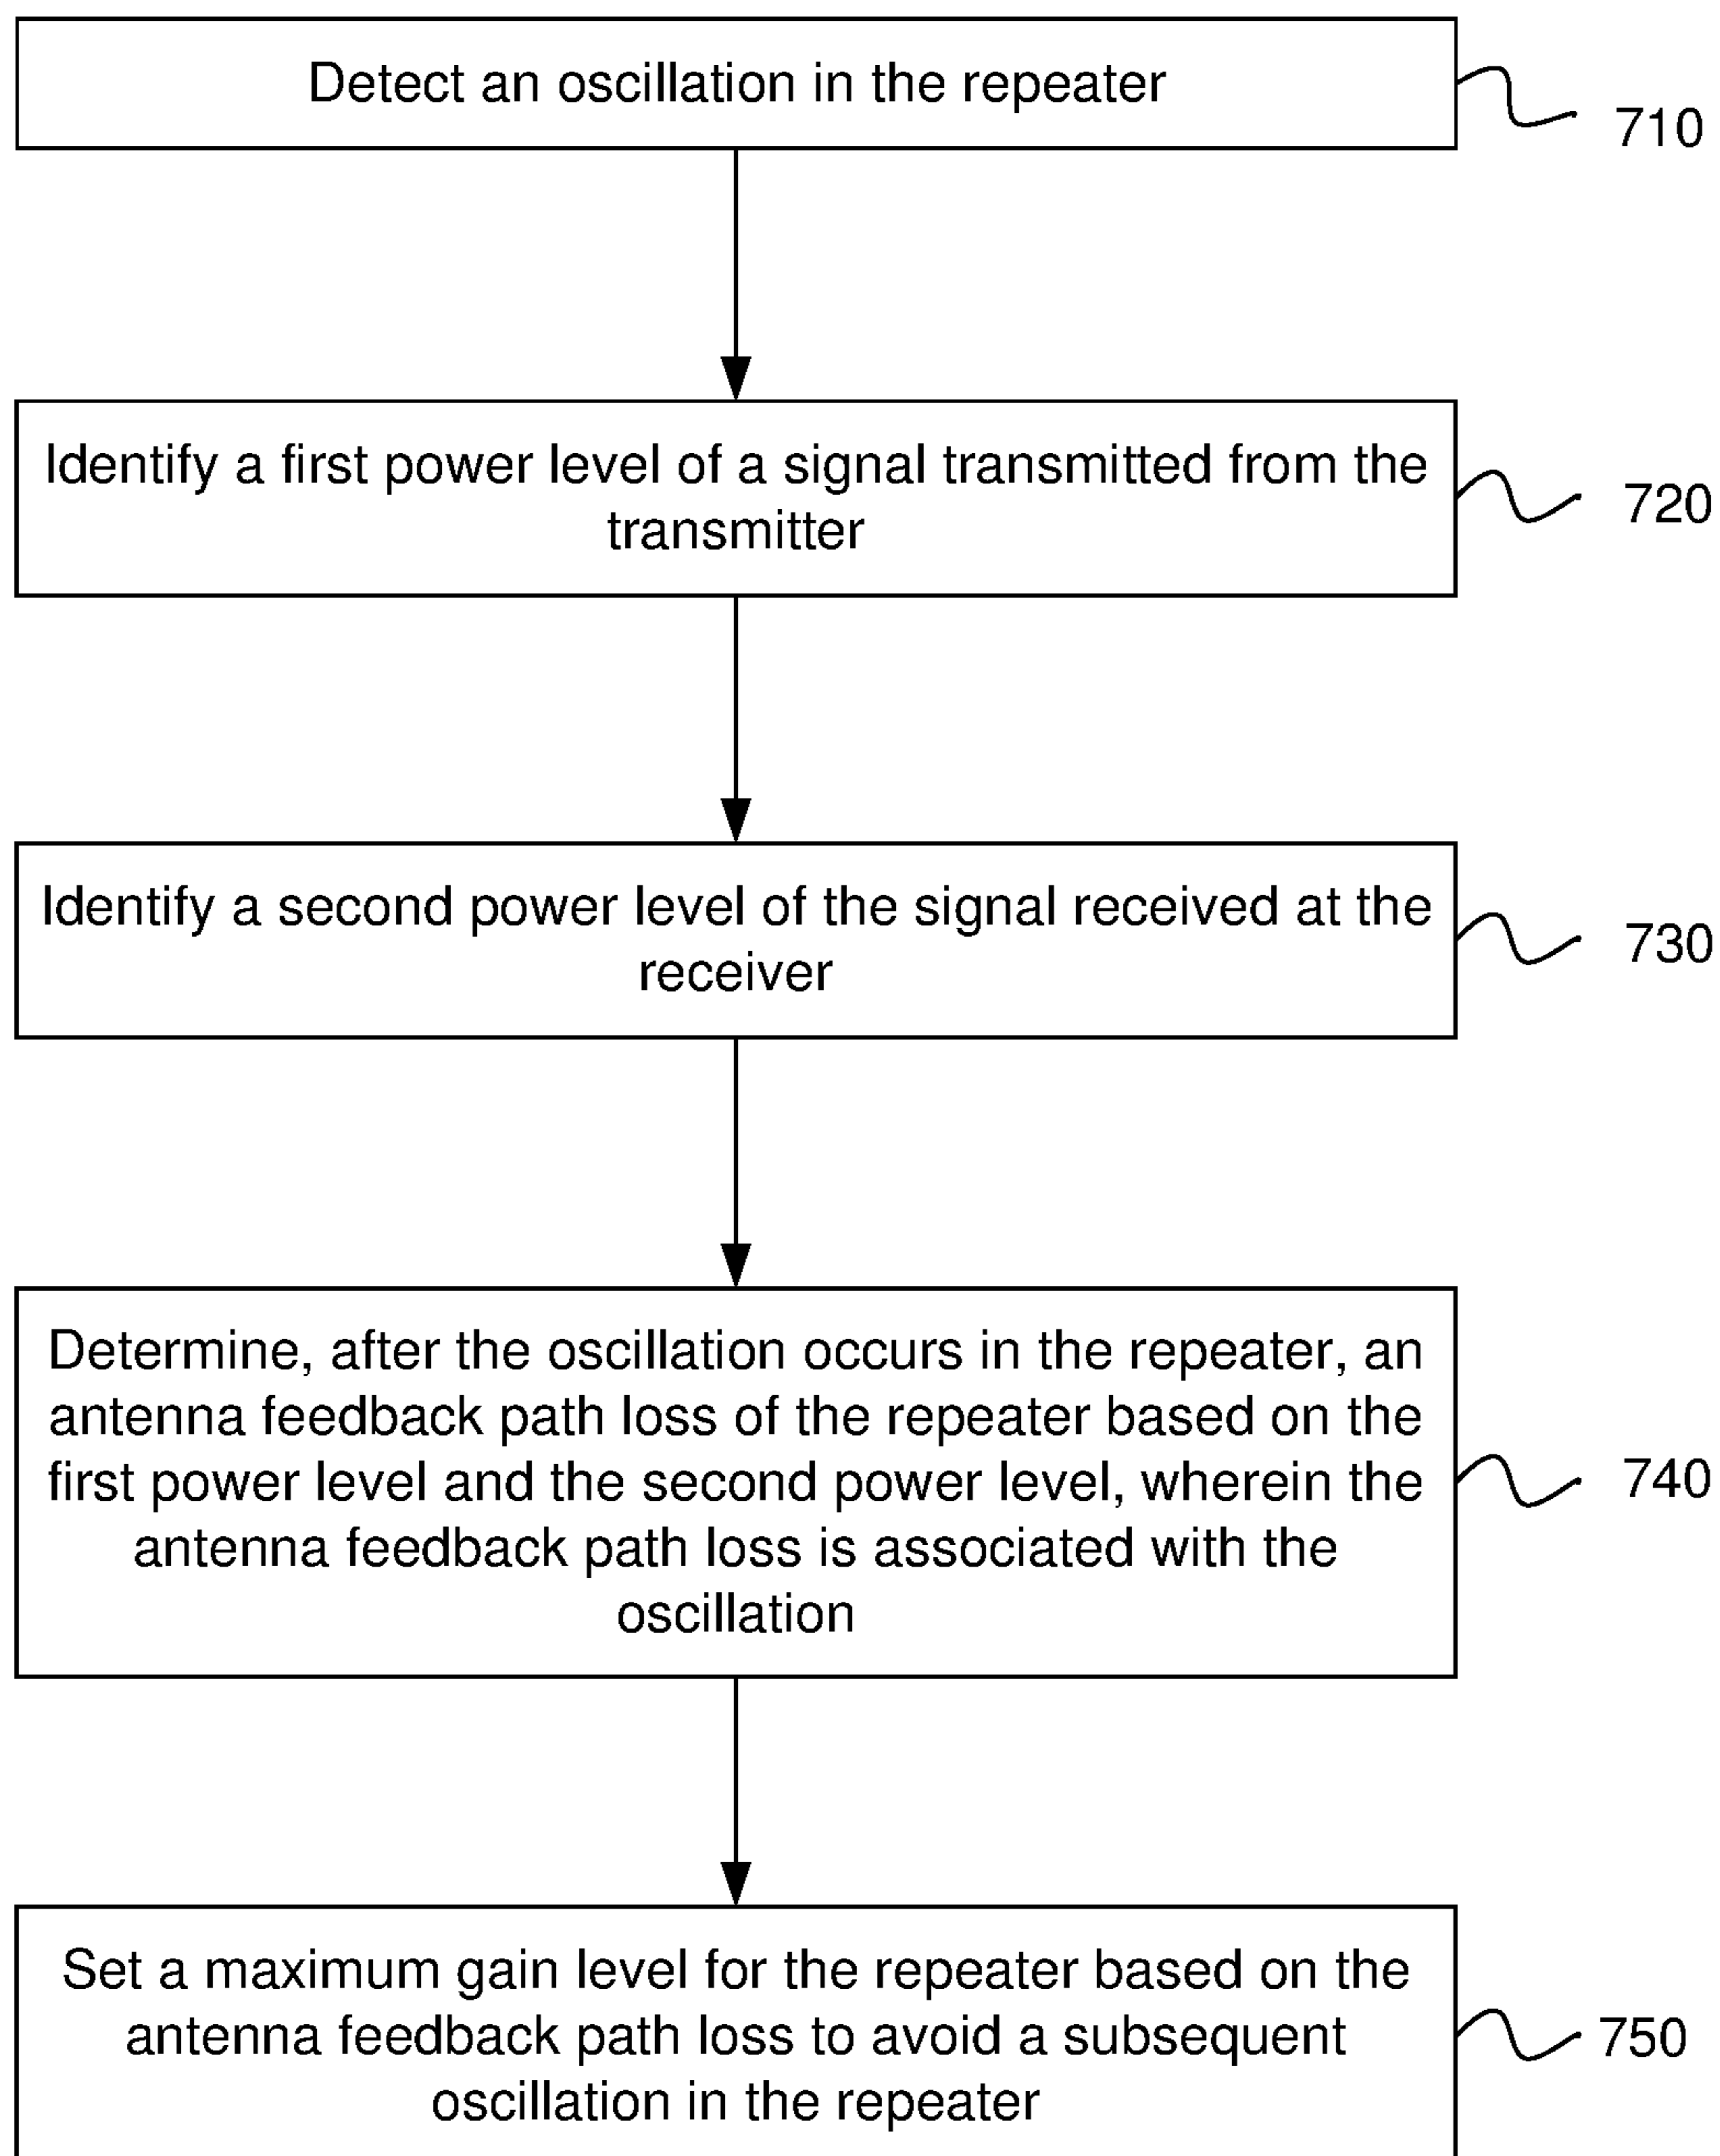 Detect an oscillation in the repeater
710
Identify a first power level of a signal transmitted from the
transmitter
720
Identify a second power level of the signal received at the
receiver
730
Determine, after the oscillation occurs in the repeater, an
antenna feedback path loss of the repeater based on the
first power level and the second power level, wherein the
antenna feedback path loss is associated with the
oscillation
740
Set a maximum gain level for the repeater based on the
antenna feedback path loss to avoid a subsequent
oscillation in the repeater
750